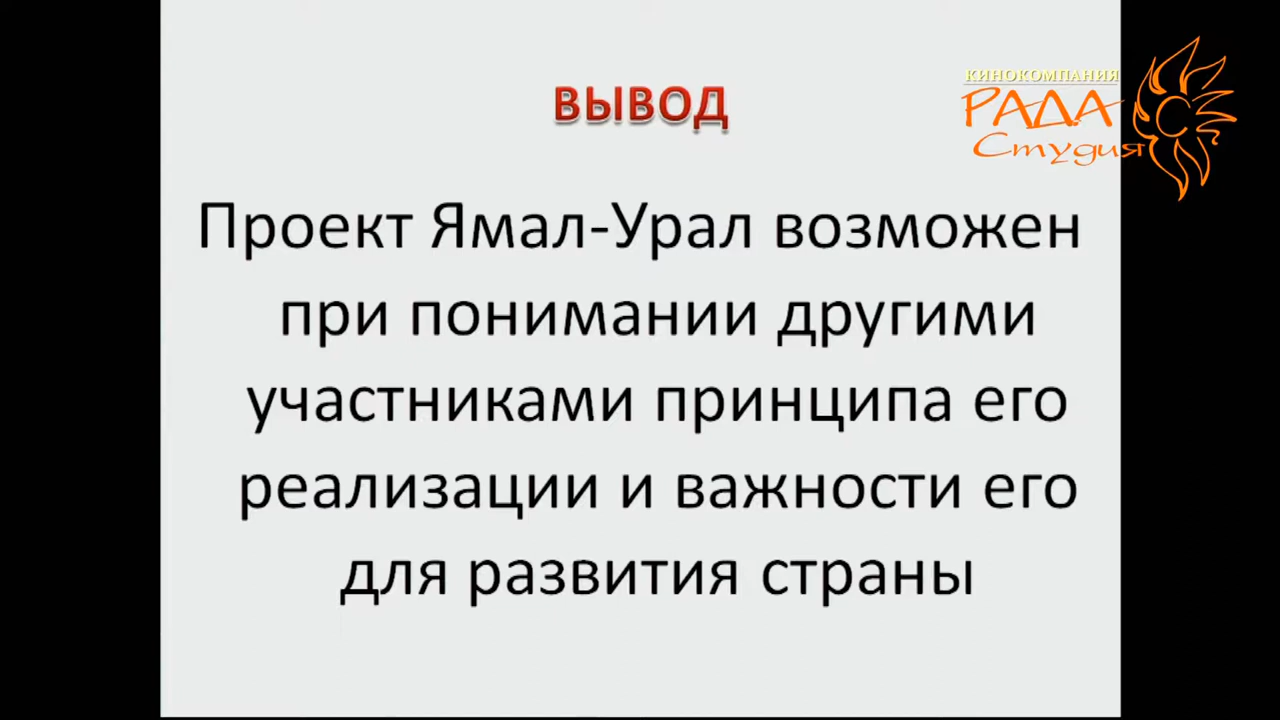 ВЫВОД
КИНОКОМПАНИЯ
РАДА
Студия
Проект Ямал-Урал возможен
при понимании другими
участниками принципа его
реализации и важности его
для развития страны